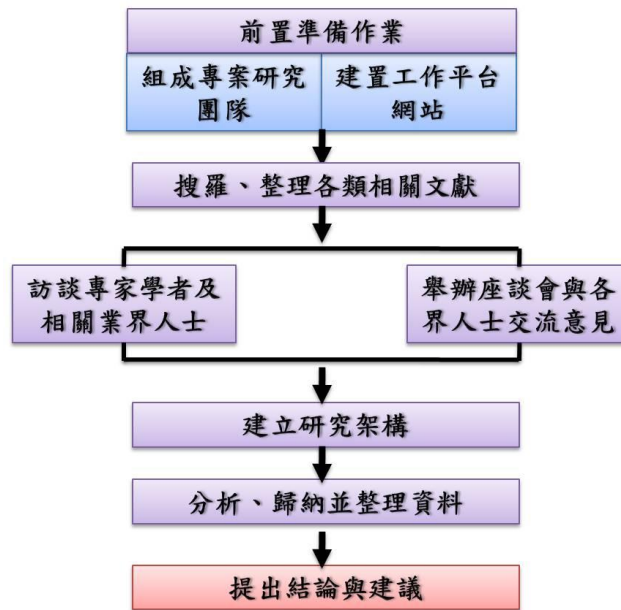 前置準備作業
組成專案研究
團隊
建置工作平台
網站
搜羅、整理各類相關文獻
訪談專家學者及
相關業界人士
舉辦座談會與各
界人士交流意見
建立研究架構
分析、歸納並整理資料
提出結論與建議